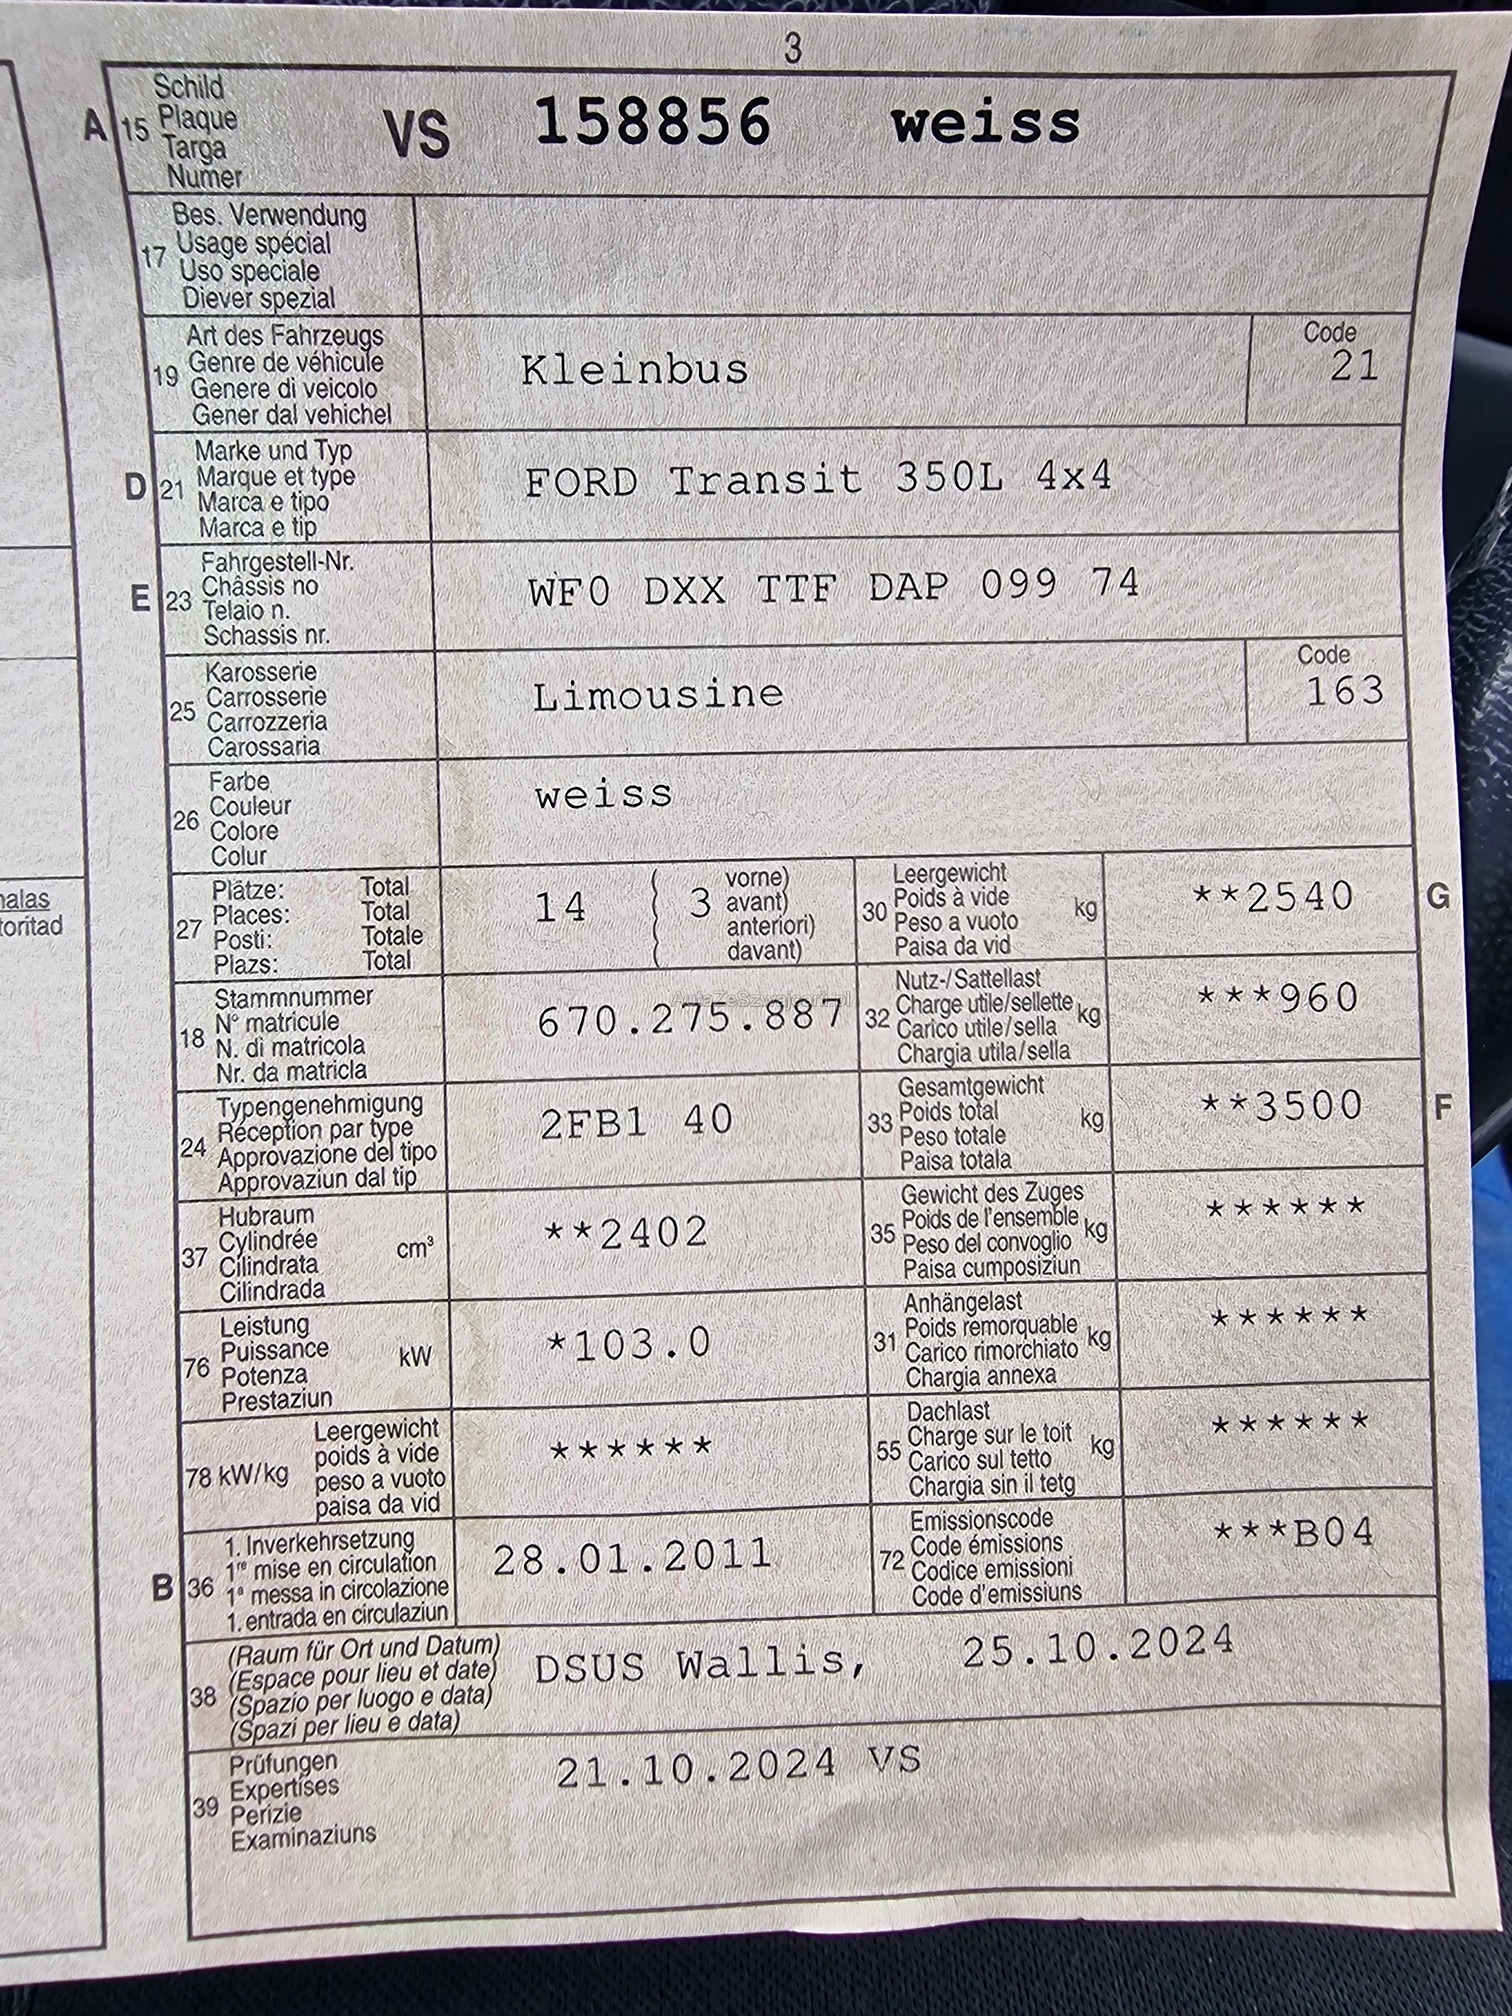 3
A 15 Schild
Plaque
Targa
Numer
VS 158856 weiss
17 Bes. Verwendung
Usage spécial
Uso speciale
Diever spezial
19 Art des Fahrzeugs
Genre de véhicule
Genere di veicolo
Gener dal vehichel
Kleinbus
Code
21
D 21 Marke und Typ
Marque et type
Marca e tipo
Marca e tip
FORD Transit 350L 4x4
E 23 Fahrgestell-Nr.
Châssis no
Telaio n.
Schassis nr.
WF0 DXX TTF DAP 099 74
25 Karosserie
Carrosserie
Carrozzeria
Carossaria
Limousine
Code
163
26 Farbe
Couleur
Colore
Colur
weiss
27 Plätze: Total
Places: Total
Posti: Totale
Plazs: Total
14 ( 3 vorne)
avant)
anteriori)
davant)
30 Leergewicht
Poids à vide kg
Peso a vuoto
Paisa da vid
**2540 G
18 Stammnummer
N° matricule
N. di matricola
Nr. da matricla
670.275.887
32 Nutz-/Sattellast
Charge utile/sellette kg
Carico utile/sella
Chargia utila/sella
***960
24 Typengenehmigung
Réception par type
Approvazione del tipo
Approvaziun dal tip
2FB1 40
33 Gesamtgewicht
Poids total kg
Peso totale
Paisa totala
**3500 F
37 Hubraum
Cylindrée cm³
Cilindrata
Cilindrada
**2402
35 Gewicht des Zuges
Poids de l'ensemble kg
Peso del convoglio
Paisa cumposiziun
******
76 Leistung
Puissance kW
Potenza
Prestaziun
*103.0
31 Anhängelast
Poids remorquable kg
Carico rimorchiato
Chargia annexa
******
78 kW/kg Leergewicht
poids à vide
peso a vuoto
paisa da vid
******
55 Dachlast
Charge sur le toit kg
Carico sul tetto
Chargia sin il tetg
******
B 36 1. Inverkehrsetzung
1re mise en circulation
1a messa in circolazione
1. entrada en circulaziun
28.01.2011
72 Emissionscode
Code émissions
Codice emissioni
Code d'emissiuns
***B04
38 (Raum für Ort und Datum)
(Espace pour lieu et date)
(Spazio per luogo e data)
(Spazi per lieu e data)
DSUS Wallis, 25.10.2024
39 Prüfungen
Expertises
Perizie
Examinaziuns
21.10.2024 VS
nalas
toritad